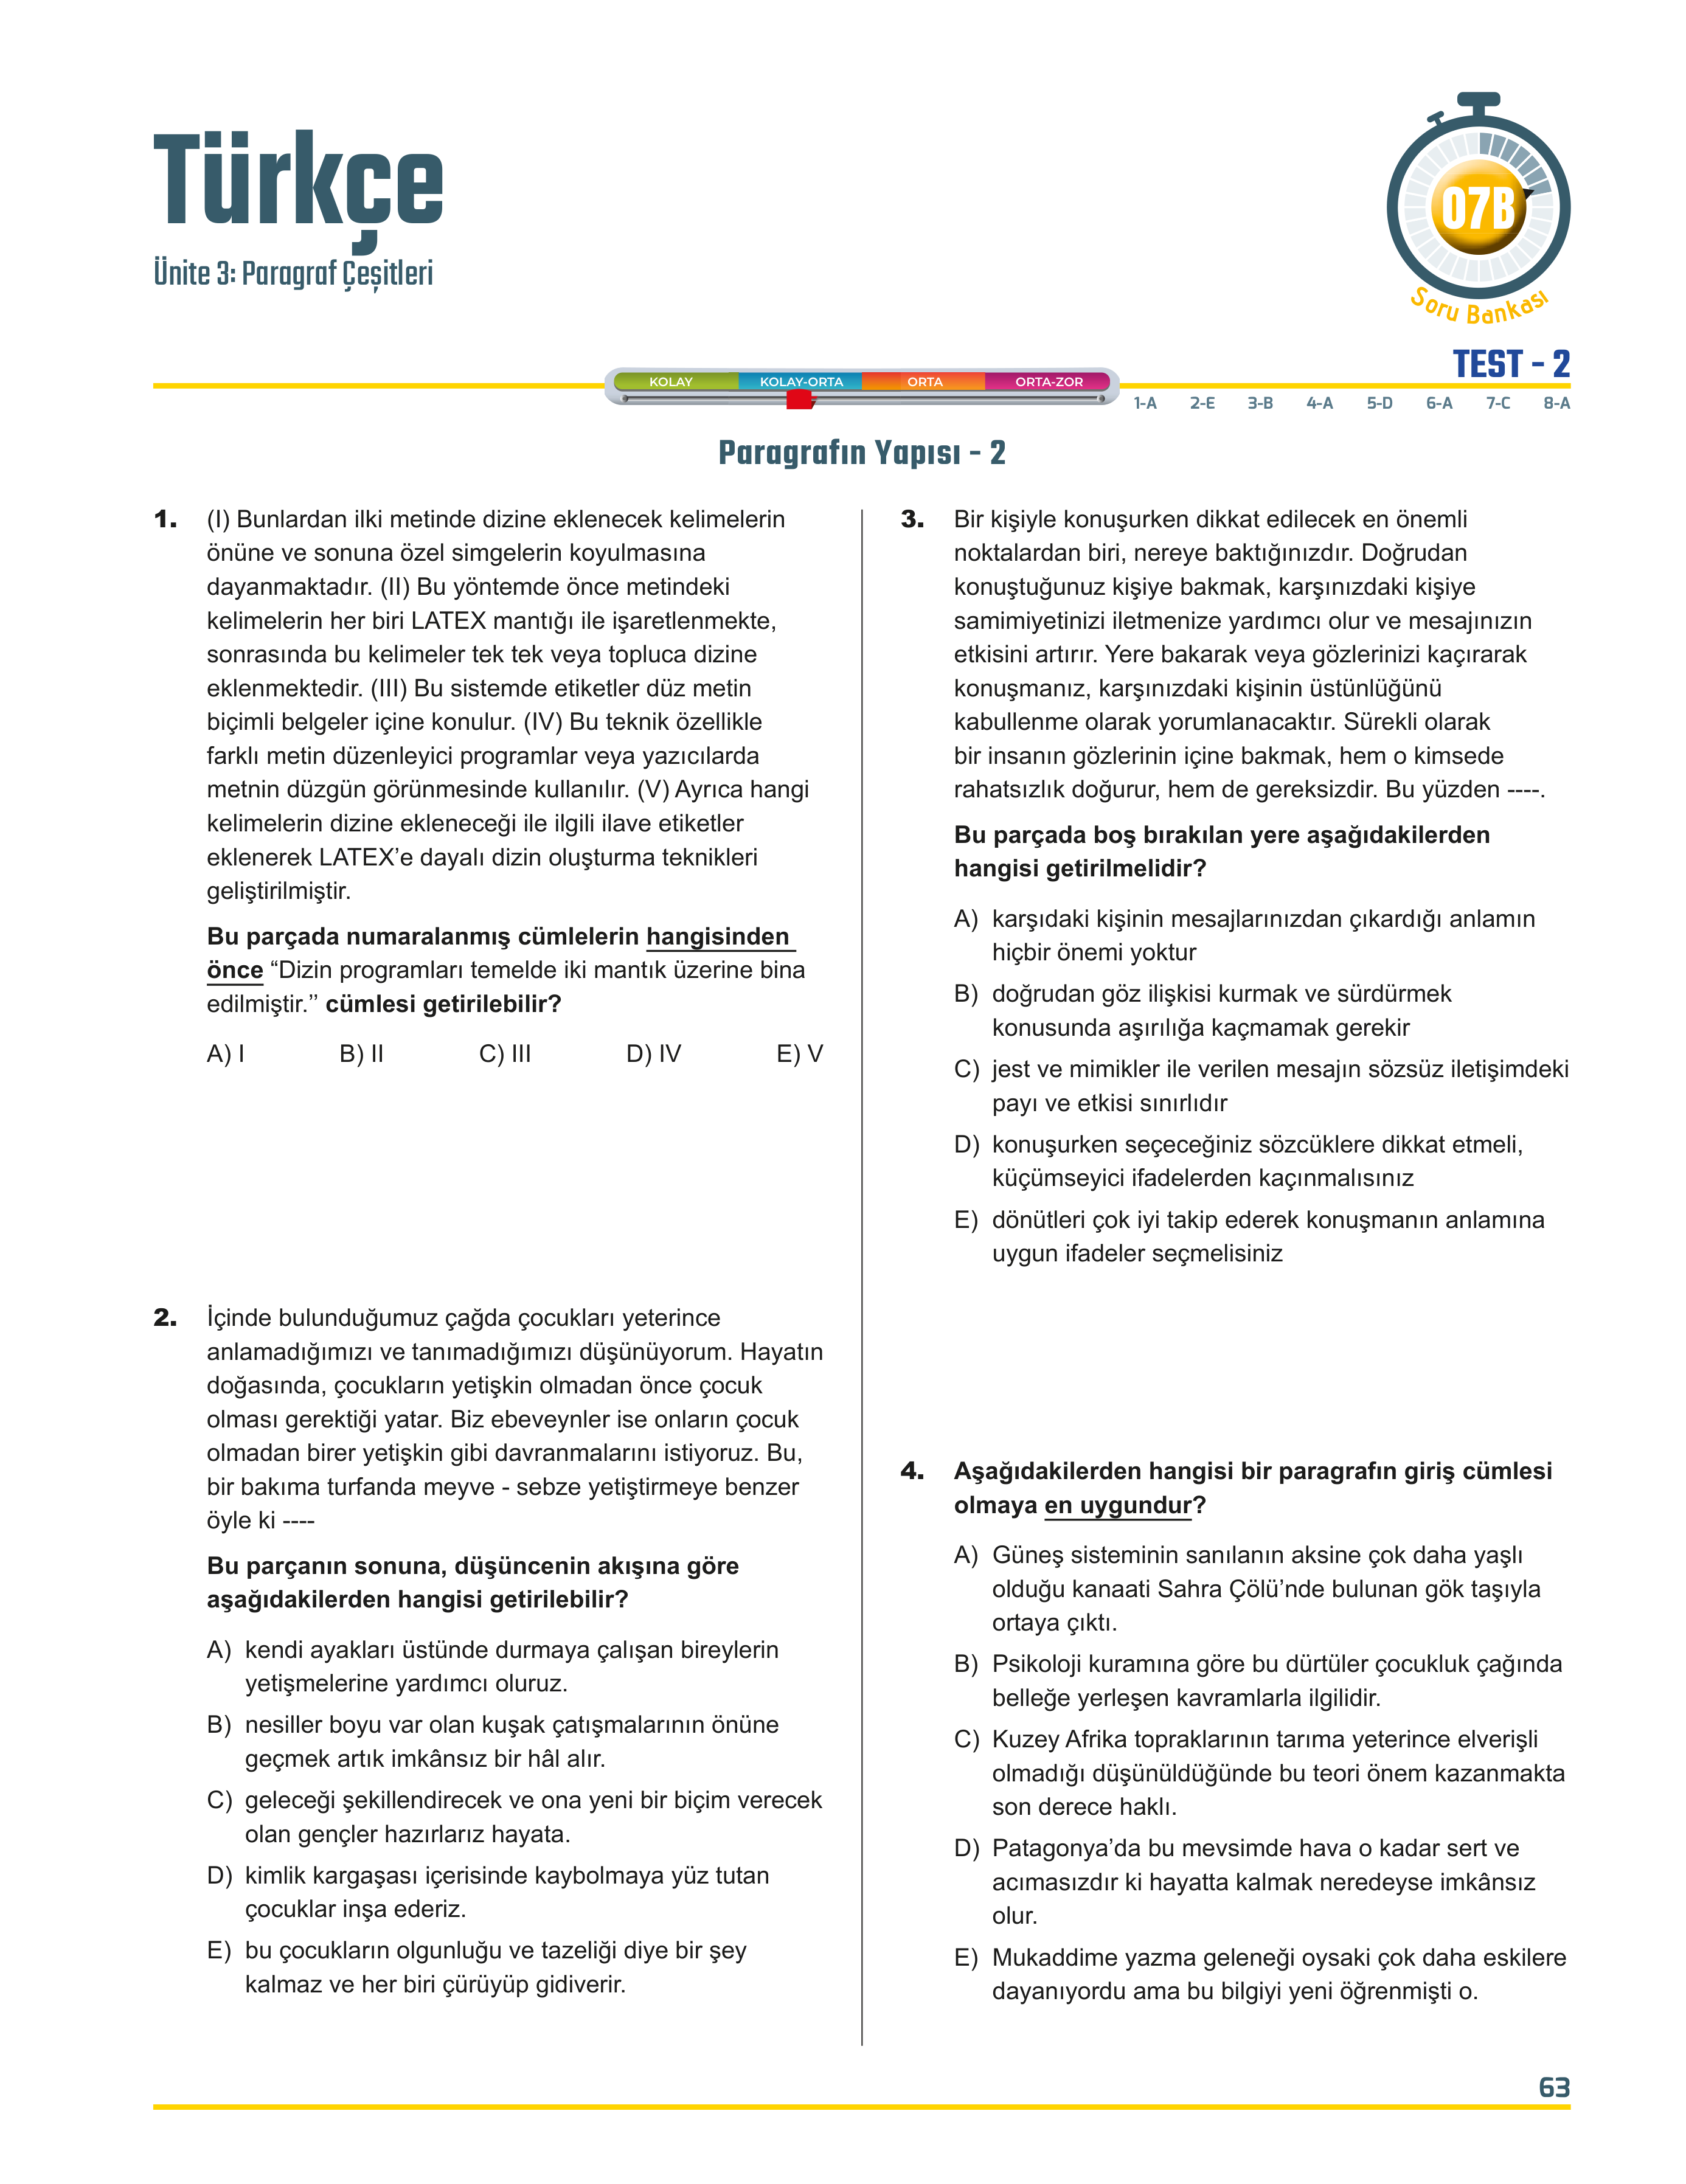 Türkçe
Ünite 3: Paragraf Çeşitleri
07B
Soru Bankası
TEST - 2
KOLAY KOLAY-ORTA ORTA ORTA-ZOR
1-A 2-E 3-B 4-A 5-D 6-A 7-C 8-A
Paragrafın Yapısı - 2
1. (I) Bunlardan ilki metinde dizine eklenecek kelimelerin
önüne ve sonuna özel simgelerin koyulmasına
dayanmaktadır. (II) Bu yöntemde önce metindeki
kelimelerin her biri LATEX mantığı ile işaretlenmekte,
sonrasında bu kelimeler tek tek veya topluca dizine
eklenmektedir. (III) Bu sistemde etiketler düz metin
biçimli belgeler içine konulur. (IV) Bu teknik özellikle
farklı metin düzenleyici programlar veya yazıcılarda
metnin düzgün görünmesinde kullanılır. (V) Ayrıca hangi
kelimelerin dizine ekleneceği ile ilgili ilave etiketler
eklenerek LATEX’e dayalı dizin oluşturma teknikleri
geliştirilmiştir.
Bu parçada numaralanmış cümlelerin hangisinden
önce “Dizin programları temelde iki mantık üzerine bina
edilmiştir.’’ cümlesi getirilebilir?
A) I B) II C) III D) IV E) V
2. İçinde bulunduğumuz çağda çocukları yeterince
anlamadığımızı ve tanımadığımızı düşünüyorum. Hayatın
doğasında, çocukların yetişkin olmadan önce çocuk
olması gerektiği yatar. Biz ebeveynler ise onların çocuk
olmadan birer yetişkin gibi davranmalarını istiyoruz. Bu,
bir bakıma turfanda meyve - sebze yetiştirmeye benzer
öyle ki ----
Bu parçanın sonuna, düşüncenin akışına göre
aşağıdakilerden hangisi getirilebilir?
A) kendi ayakları üstünde durmaya çalışan bireylerin
yetişmelerine yardımcı oluruz.
B) nesiller boyu var olan kuşak çatışmalarının önüne
geçmek artık imkânsız bir hâl alır.
C) geleceği şekillendirecek ve ona yeni bir biçim verecek
olan gençler hazırlarız hayata.
D) kimlik kargaşası içerisinde kaybolmaya yüz tutan
çocuklar inşa ederiz.
E) bu çocukların olgunluğu ve tazeliği diye bir şey
kalmaz ve her biri çürüyüp gidiverir.
3. Bir kişiyle konuşurken dikkat edilecek en önemli
noktalardan biri, nereye baktığınızdır. Doğrudan
konuştuğunuz kişiye bakmak, karşınızdaki kişiye
samimiyetinizi iletmenize yardımcı olur ve mesajınızın
etkisini artırır. Yere bakarak veya gözlerinizi kaçırarak
konuşmanız, karşınızdaki kişinin üstünlüğünü
kabullenme olarak yorumlanacaktır. Sürekli olarak
bir insanın gözlerinin içine bakmak, hem o kimsede
rahatsızlık doğurur, hem de gereksizdir. Bu yüzden ----.
Bu parçada boş bırakılan yere aşağıdakilerden
hangisi getirilmelidir?
A) karşıdaki kişinin mesajlarınızdan çıkardığı anlamın
hiçbir önemi yoktur
B) doğrudan göz ilişkisi kurmak ve sürdürmek
konusunda aşırılığa kaçmamak gerekir
C) jest ve mimikler ile verilen mesajın sözsüz iletişimdeki
payı ve etkisi sınırlıdır
D) konuşurken seçeceğiniz sözcüklere dikkat etmeli,
küçümseyici ifadelerden kaçınmalısınız
E) dönütleri çok iyi takip ederek konuşmanın anlamına
uygun ifadeler seçmelisiniz
4. Aşağıdakilerden hangisi bir paragrafın giriş cümlesi
olmaya en uygundur?
A) Güneş sisteminin sanılanın aksine çok daha yaşlı
olduğu kanaati Sahra Çölü’nde bulunan gök taşıyla
ortaya çıktı.
B) Psikoloji kuramına göre bu dürtüler çocukluk çağında
belleğe yerleşen kavramlarla ilgilidir.
C) Kuzey Afrika topraklarının tarıma yeterince elverişli
olmadığı düşünüldüğünde bu teori önem kazanmakta
son derece haklı.
D) Patagonya’da bu mevsimde hava o kadar sert ve
acımasızdır ki hayatta kalmak neredeyse imkânsız
olur.
E) Mukaddime yazma geleneği oysaki çok daha eskilere
dayanıyordu ama bu bilgiyi yeni öğrenmişti o.
63